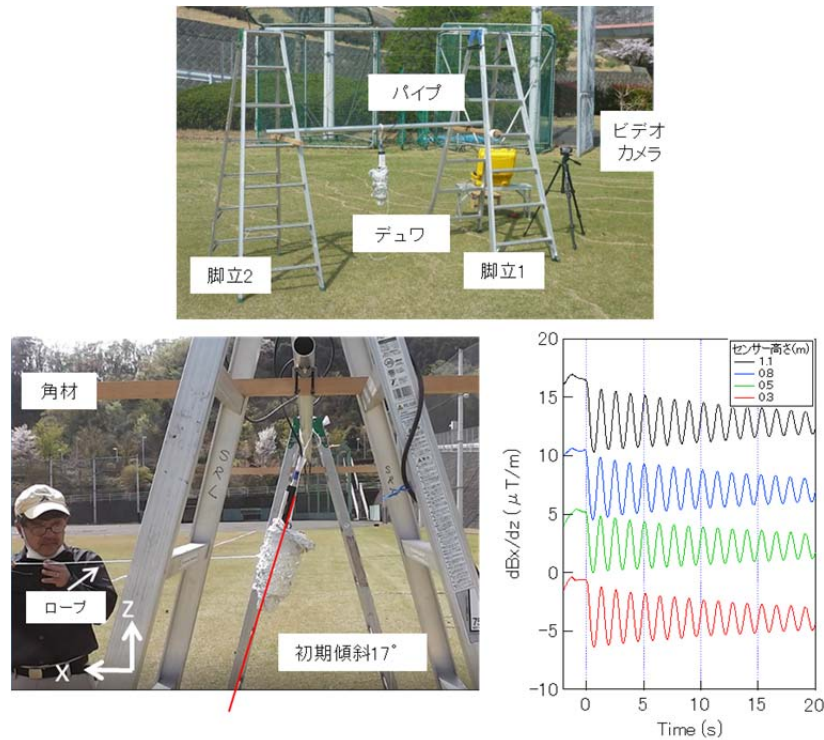 パイプ
ビデオ
カメラ
デュワ
脚立2
脚立1
角材
SRL
SRL
ロープ
Z
X
初期傾斜17°
20
15
10
5
0
-5
-10
dBx/dz (μT/m)
センサー高さ(m)
1.1
0.8
0.5
0.3
0
5
10
15
20
Time (s)